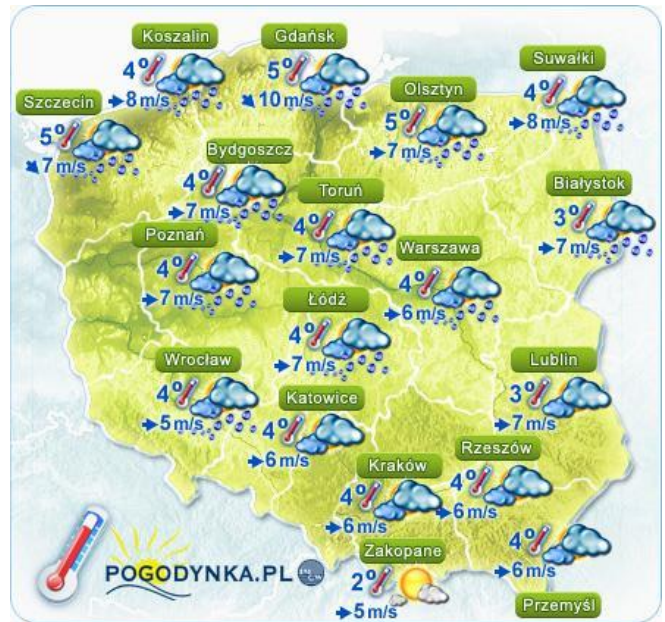 Koszalin
4°
8 m/s
Gdańsk
5°
10 m/s
Suwałki
4°
8 m/s
Szczecin
5°
7 m/s
Olsztyn
5°
7 m/s
Bydgoszcz
4°
7 m/s
Toruń
4°
7 m/s
Białystok
3°
7 m/s
Poznań
4°
7 m/s
Warszawa
4°
6 m/s
Łódź
4°
7 m/s
Wrocław
4°
5 m/s
Katowice
4°
6 m/s
Lublin
3°
7 m/s
Kraków
4°
6 m/s
Rzeszów
4°
6 m/s
Zakopane
2°
5 m/s
4°
6 m/s
Przemyśl
POGODYNKA.PL